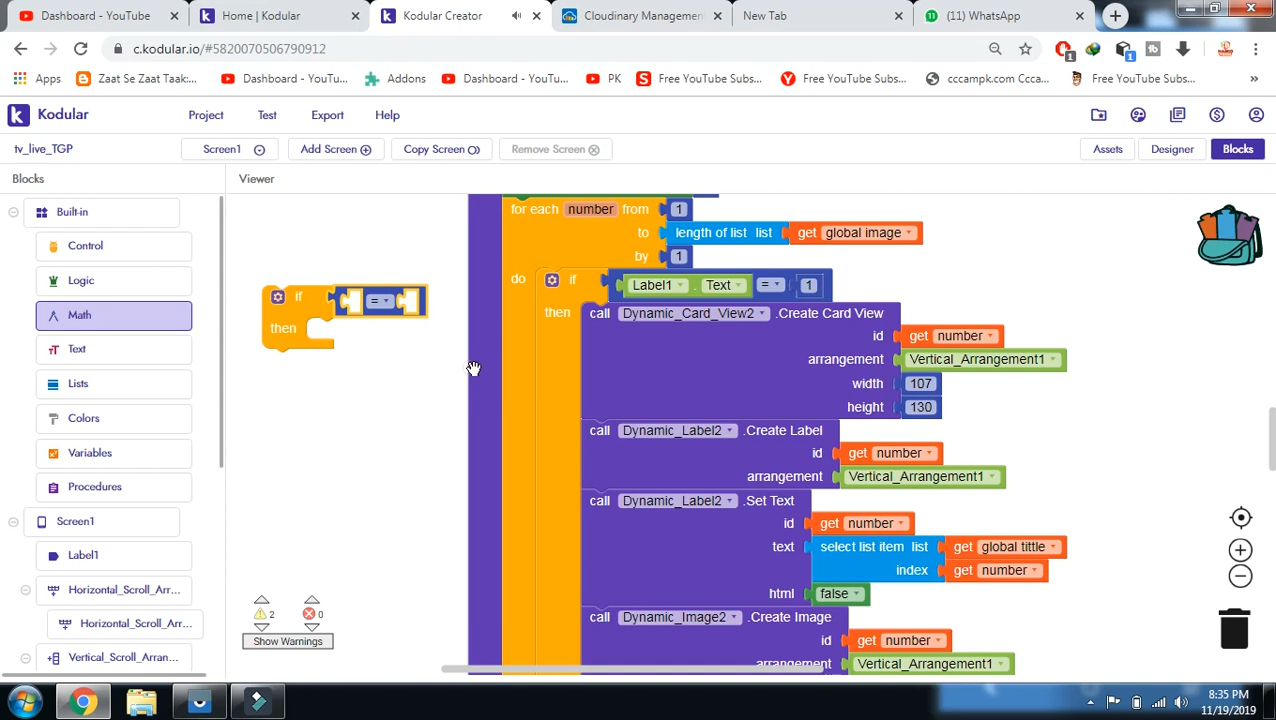 Dashboard - YouTube
Home | Kodular
Kodular Creator
Cloudinary Management
New Tab
(11) WhatsApp
c.kodular.io/#5820070506790912
1
1
Apps
Zaat Se Zaat Taak:...
Dashboard - YouTu...
Addons
Dashboard - YouTu...
PK
Free YouTube Subs...
Free YouTube Subs...
cccampk.com Ccca...
Free YouTube Subs...
Kodular
Project
Test
Export
Help
tv_live_TGP
Screen1
Add Screen
Copy Screen
Remove Screen
Assets
Designer
Blocks
Blocks
Viewer
Built-in
Control
Logic
Math
Text
Lists
Colors
Variables
Procedures
Screen1
Label1
Horizontal_Scroll_Arr...
Horizontal_Scroll_Arr...
Vertical_Scroll_Arran...
if
=
then
for each number from 1
to length of list list get global image
by 1
do if Label1 . Text = 1
then call Dynamic_Card_View2 .Create Card View
id get number
arrangement Vertical_Arrangement1
width 107
height 130
call Dynamic_Label2 .Create Label
id get number
arrangement Vertical_Arrangement1
call Dynamic_Label2 .Set Text
id get number
text select list item list get global tittle
index get number
html false
call Dynamic_Image2 .Create Image
id get number
arrangement Vertical_Arrangement1
2
0
Show Warnings
8:35 PM
11/19/2019